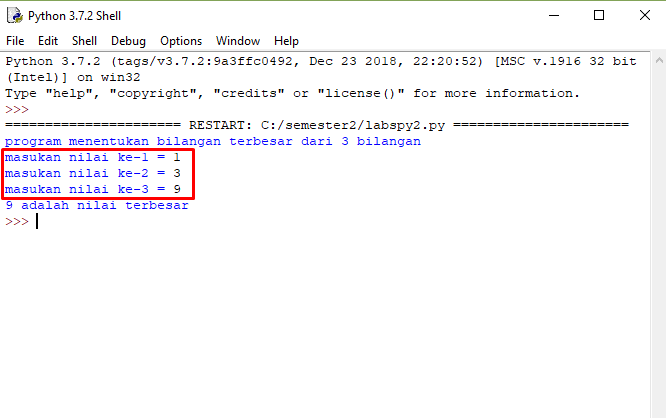 Python 3.7.2 Shell
File Edit Shell Debug Options Window Help
Python 3.7.2 (tags/v3.7.2:9a3ffc0492, Dec 23 2018, 22:20:52) [MSC v.1916 32 bit
(Intel)] on win32
Type "help", "copyright", "credits" or "license()" for more information.
>>>
====================== RESTART: C:/semester2/labspy2.py ======================
program menentukan bilangan terbesar dari 3 bilangan
masukan nilai ke-1 = 1
masukan nilai ke-2 = 3
masukan nilai ke-3 = 9
9 adalah nilai terbesar
>>>